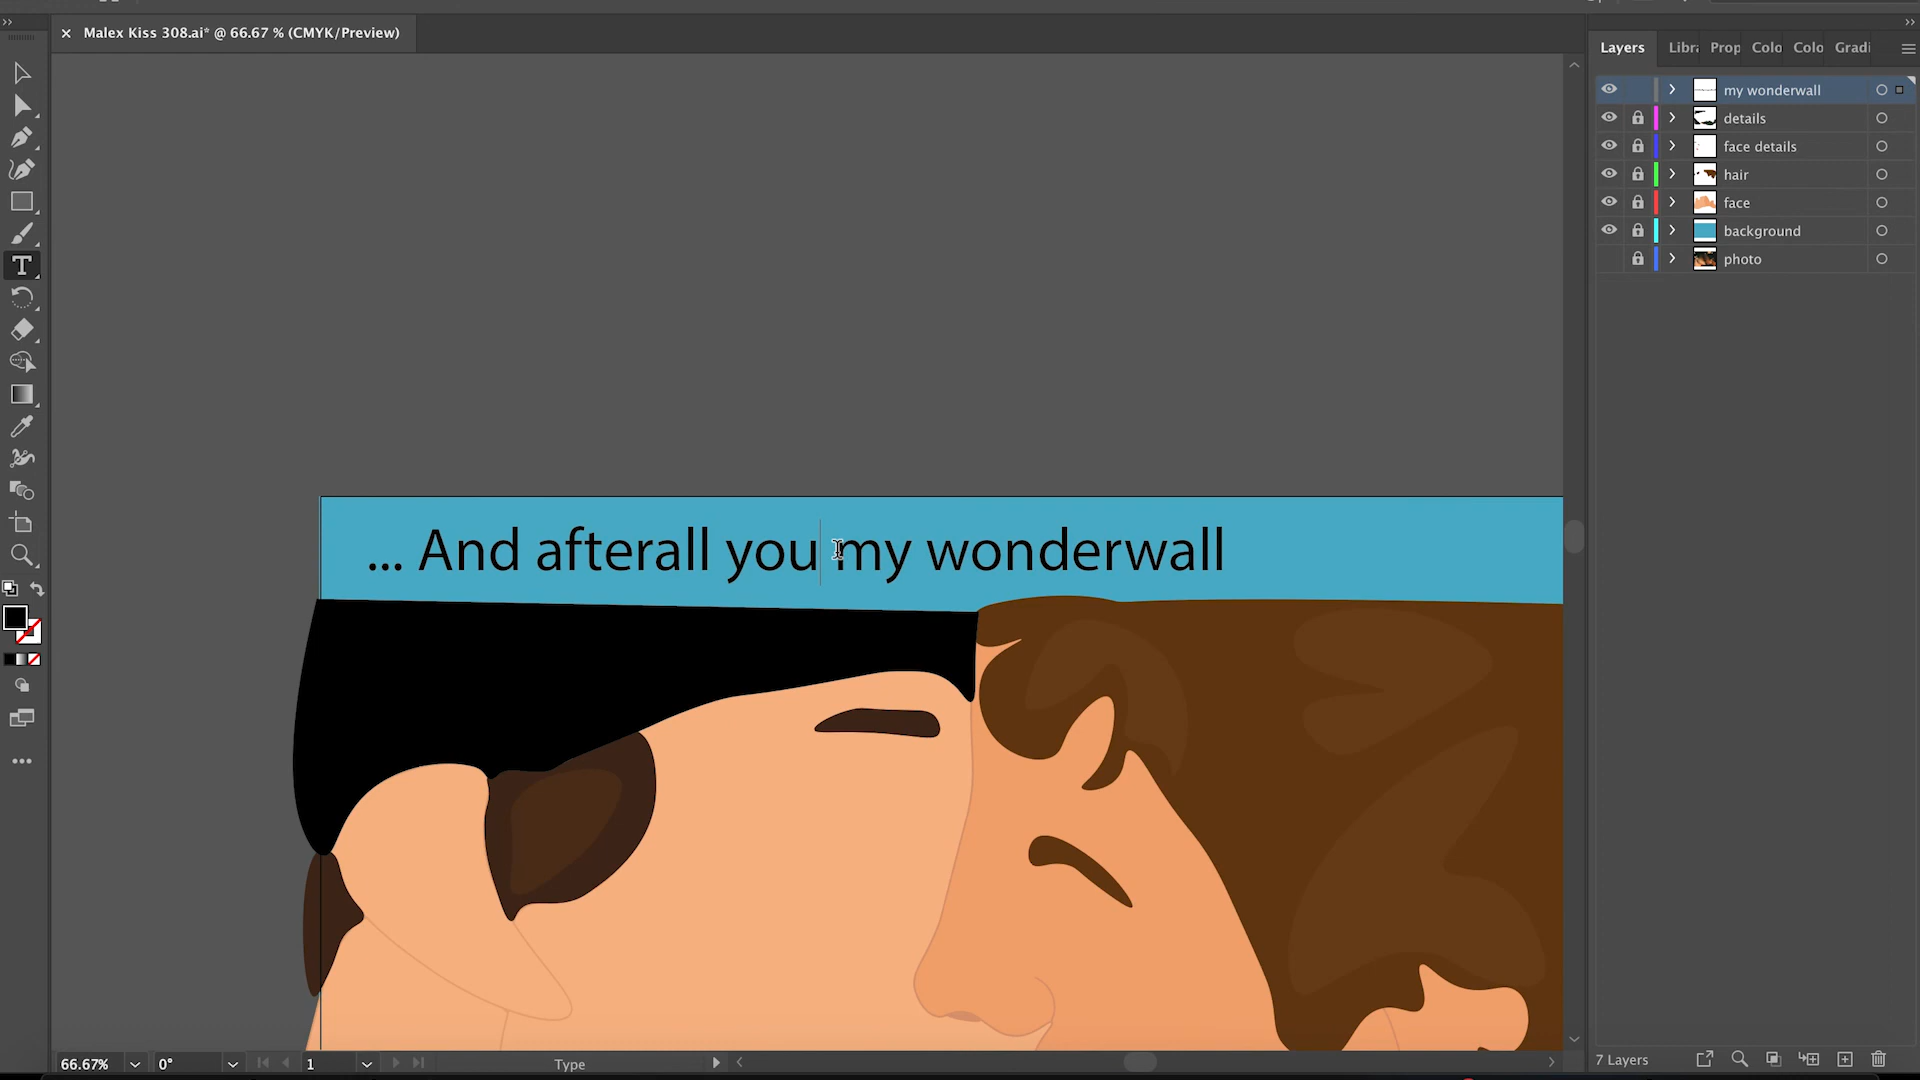 Malex Kiss 308.ai* @ 66.67 % (CMYK/Preview)
Layers Libra Prop Colo Colo Gradi
my wonderwall
details
face details
hair
face
background
photo
... And afterall you my wonderwall
66.67% 0° 1 Type
7 Layers